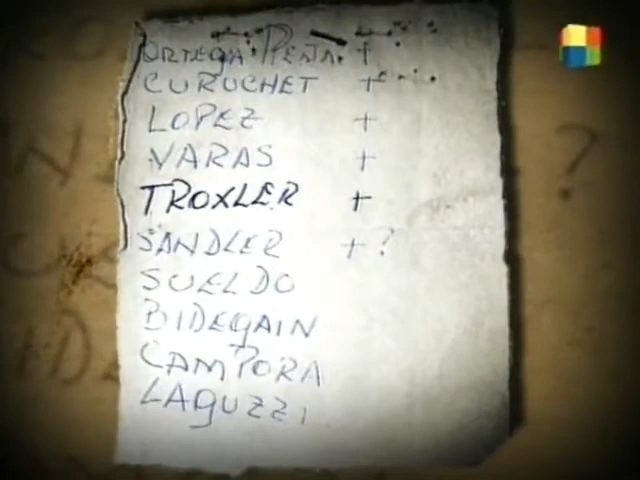 ORTEGA PEÑA +
CURUCHET +
LOPEZ +
VARAS +
TROXLER +
SANDLER + ?
SUELDO
BIDEGAIN
CAMPORA
LAGUZZI